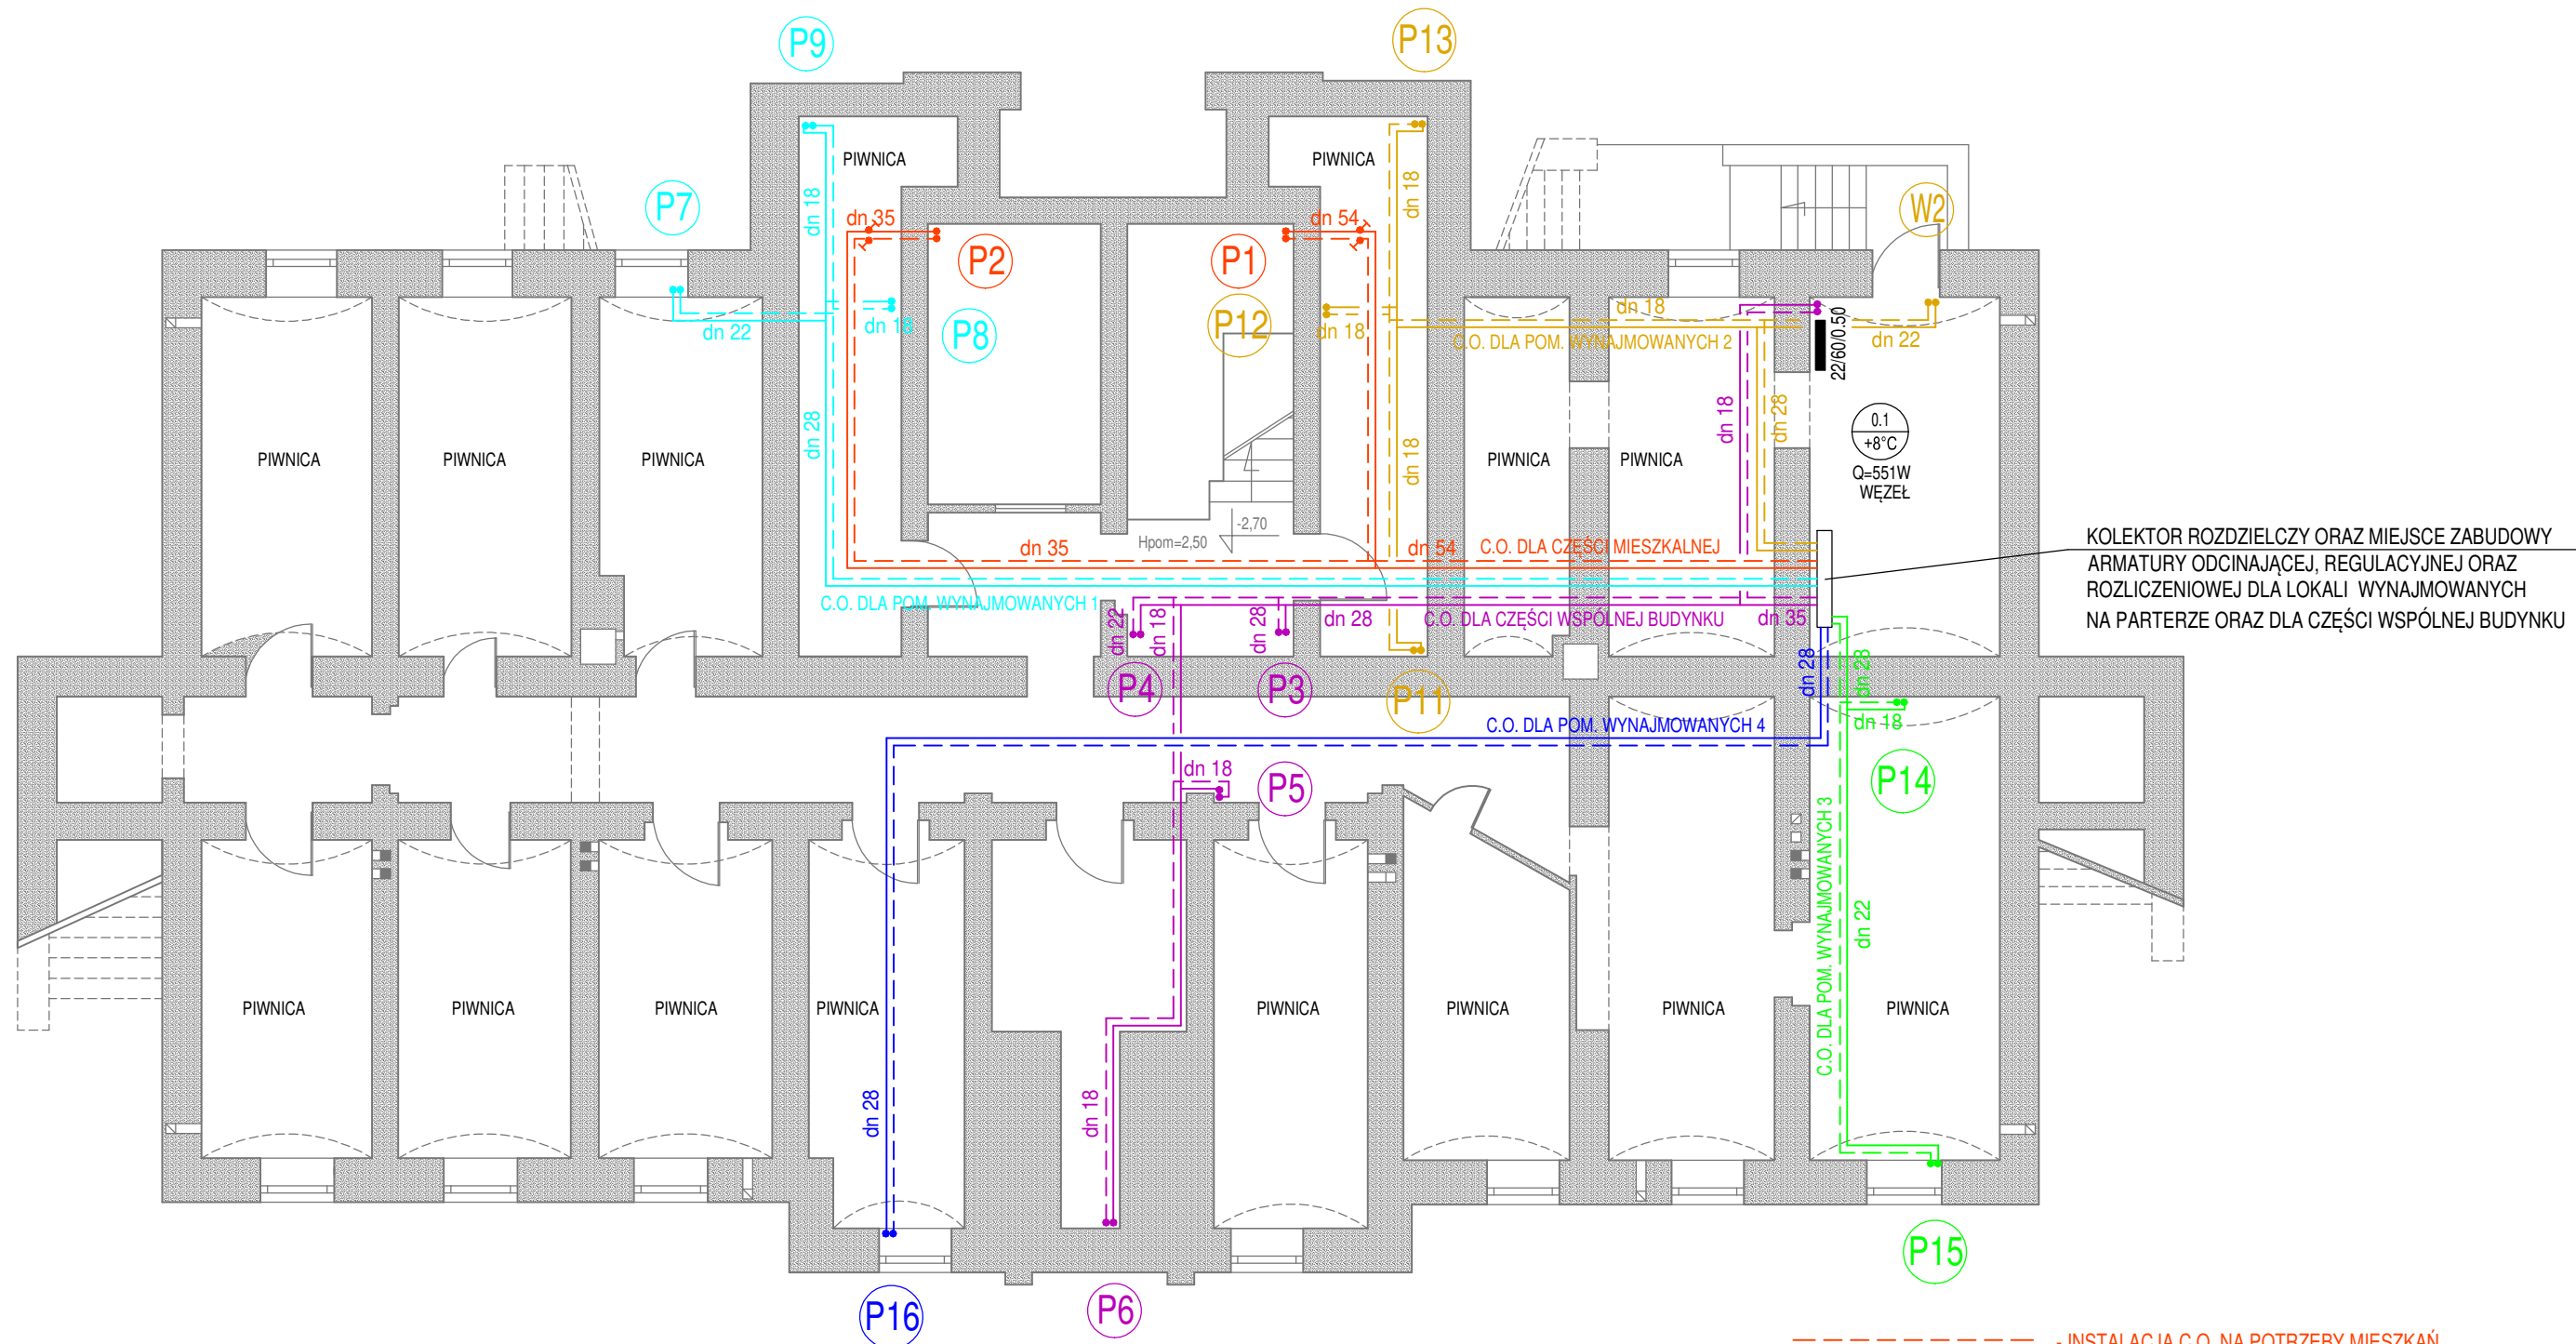 P9
P13
PIWNICA
PIWNICA
P7
dn 18
dn 18
W2
dn 35
dn 54
P2
P1
dn 22
dn 18
P8
P12
dn 18
dn 18
C.O. DLA POM. WYNAJMOWANYCH 2
22/60/0.50
dn 22
dn 28
dn 18
dn 18
dn 28
0.1
+8°C
Q=551W
WĘZEŁ
PIWNICA
PIWNICA
PIWNICA
PIWNICA
PIWNICA
-2,70
Hpom=2,50
dn 35
dn 54
C.O. DLA CZĘŚCI MIESZKALNEJ
KOLEKTOR ROZDZIELCZY ORAZ MIEJSCE ZABUDOWY
ARMATURY ODCINAJĄCEJ, REGULACYJNEJ ORAZ
ROZLICZENIOWEJ DLA LOKALI WYNAJMOWANYCH
NA PARTERZE ORAZ DLA CZĘŚCI WSPÓLNEJ BUDYNKU
C.O. DLA POM. WYNAJMOWANYCH 1
dn 22
dn 18
dn 28
dn 28
C.O. DLA CZĘŚCI WSPÓLNEJ BUDYNKU
dn 35
dn 28
dn 28
P4
P3
P11
dn 18
C.O. DLA POM. WYNAJMOWANYCH 4
dn 18
P5
P14
C.O. DLA POM. WYNAJMOWANYCH 3
dn 22
PIWNICA
PIWNICA
PIWNICA
PIWNICA
PIWNICA
PIWNICA
PIWNICA
PIWNICA
dn 28
dn 18
P15
P16
P6
- INSTALACJA C.O. NA POTRZEBY MIESZKAŃ